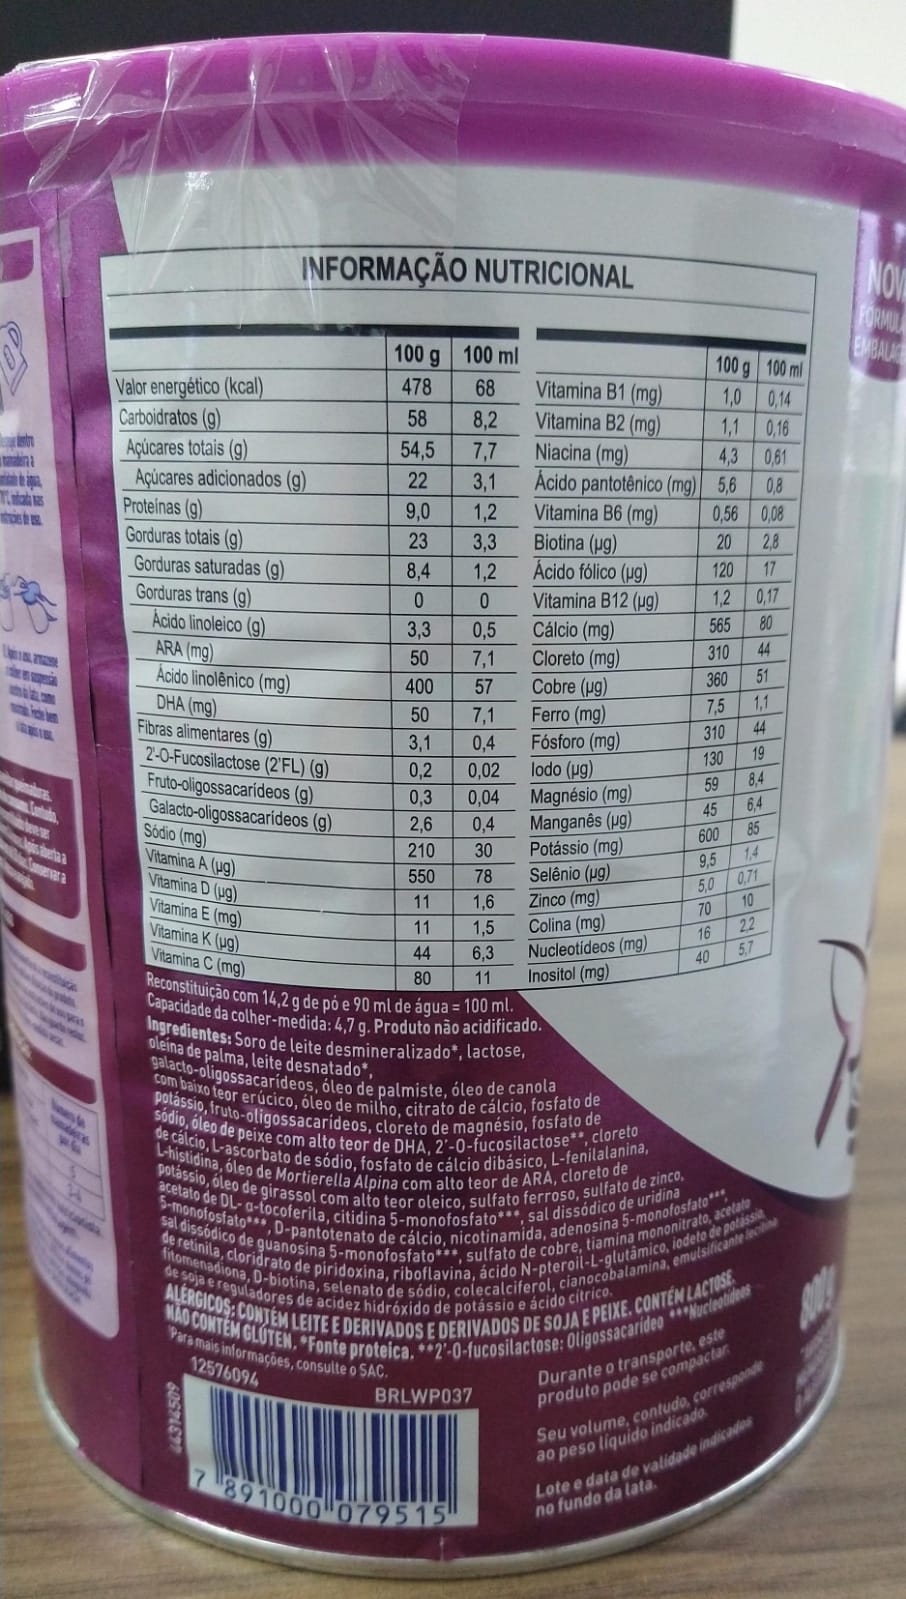 INFORMAÇÃO NUTRICIONAL
100 g 100 ml
Valor energético (kcal) 478 68
Carboidratos (g) 58 8,2
Açúcares totais (g) 54,5 7,7
Açúcares adicionados (g) 22 3,1
Proteínas (g) 9,0 1,2
Gorduras totais (g) 23 3,3
Gorduras saturadas (g) 8,4 1,2
Gorduras trans (g) 0 0
Ácido linoleico (g) 3,3 0,5
ARA (mg) 50 7,1
Ácido linolênico (mg) 400 57
DHA (mg) 50 7,1
Fibras alimentares (g) 3,1 0,4
2'-O-Fucosilactose (2'FL) (g) 0,2 0,02
Fruto-oligossacarídeos (g) 0,3 0,04
Galacto-oligossacarídeos (g) 2,6 0,4
Sódio (mg) 210 30
Vitamina A (µg) 550 78
Vitamina D (µg) 11 1,6
Vitamina E (mg) 11 1,5
Vitamina K (µg) 44 6,3
Vitamina C (mg) 80 11
100 g 100 ml
Vitamina B1 (mg) 1,0 0,14
Vitamina B2 (mg) 1,1 0,16
Niacina (mg) 4,3 0,61
Ácido pantotênico (mg) 5,6 0,8
Vitamina B6 (mg) 0,56 0,08
Biotina (µg) 20 2,8
Ácido fólico (µg) 120 17
Vitamina B12 (µg) 1,2 0,17
Cálcio (mg) 565 80
Cloreto (mg) 310 44
Cobre (µg) 360 51
Ferro (mg) 7,5 1,1
Fósforo (mg) 310 44
Iodo (µg) 130 19
Magnésio (mg) 59 8,4
Manganês (µg) 45 6,4
Potássio (mg) 600 85
Selênio (µg) 9,5 1,4
Zinco (mg) 5,0 0,71
Colina (mg) 70 10
Nucleotídeos (mg) 16 2,2
Inositol (mg) 40 5,7
Reconstituição com 14,2 g de pó e 90 ml de água = 100 ml.
Capacidade da colher-medida: 4,7 g. Produto não acidificado.
Ingredientes: Soro de leite desmineralizado*, lactose,
oleína de palma, leite desnatado*,
galacto-oligossacarídeos, óleo de palmiste, óleo de canola
com baixo teor erúcico, óleo de milho, citrato de cálcio, fosfato de
potássio, fruto-oligossacarídeos, cloreto de magnésio, fosfato de
sódio, óleo de peixe com alto teor de DHA, 2'-O-fucosilactose**, cloreto
de cálcio, L-ascorbato de sódio, fosfato de cálcio dibásico, L-fenilalanina,
L-histidina, óleo de Mortierella Alpina com alto teor de ARA, cloreto de
potássio, óleo de girassol com alto teor oleico, sulfato ferroso, sulfato de zinco,
acetato de DL- α-tocoferila, citidina 5-monofosfato***, sal dissódico de uridina
5-monofosfato***, D-pantotenato de cálcio, nicotinamida, adenosina 5-monofosfato***,
sal dissódico de guanosina 5-monofosfato***, sulfato de cobre, tiamina mononitrato, acetato
de retinila, cloridrato de piridoxina, riboflavina, ácido N-pteroil-L-glutâmico, iodeto de potássio,
fitomenadiona, D-biotina, selenato de sódio, colecalciferol, cianocobalamina, emulsificante lecitina
de soja e reguladores de acidez hidróxido de potássio e ácido cítrico.
ALÉRGICOS: CONTÉM LEITE E DERIVADOS E DERIVADOS DE SOJA E PEIXE. CONTÉM LACTOSE.
NÃO CONTÉM GLÚTEN. *Fonte proteica. **2'-O-fucosilactose: Oligossacarídeo ***Nucleotídeos
Para mais informações, consulte o SAC.
12576094
BRLWP037
44314509
7 891000 079515
Durante o transporte, este
produto pode se compactar.
Seu volume, contudo, corresponde
ao peso líquido indicado.
Lote e data de validade indicados
no fundo da lata.
NOVA
FÓRMULA
800g